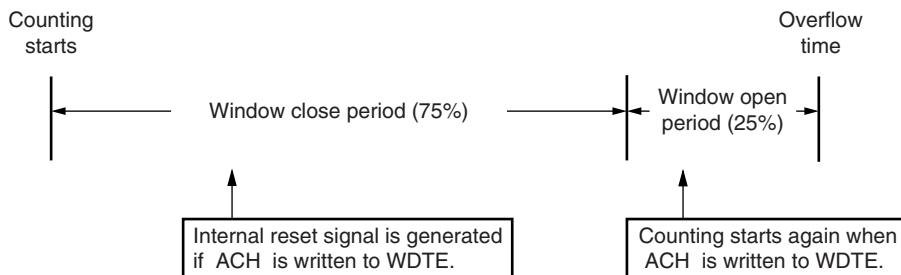 Counting
starts
Overflow
time
Window close period (75%)
Window open
period (25%)
Internal reset signal is generated
if ACH is written to WDTE.
Counting starts again when
ACH is written to WDTE.